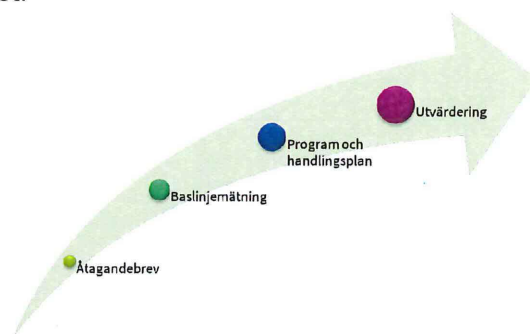 Utvärdering
Program och
handlingsplan
Baslinjemätning
Åtagandebrev